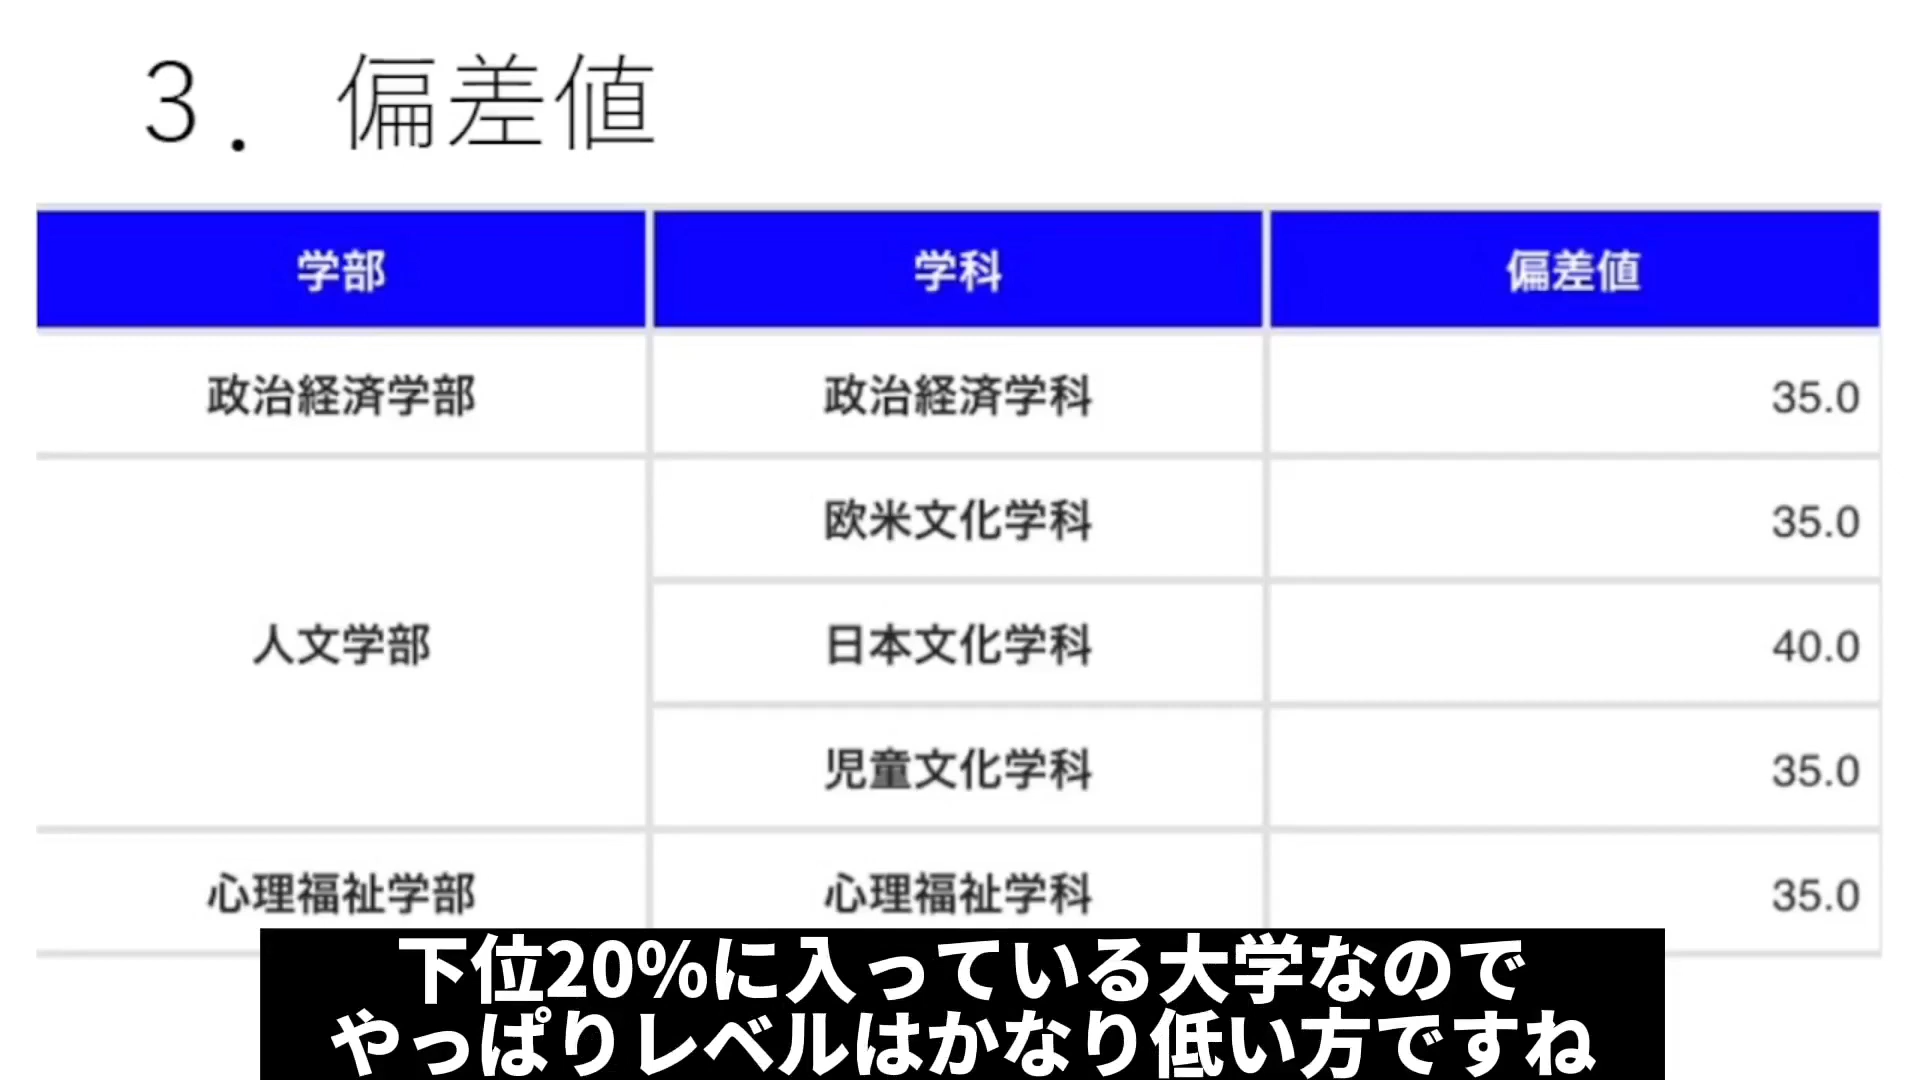 3．偏差値
学部 学科 偏差値
政治経済学部 政治経済学科 35.0
欧米文化学科 35.0
人文学部 日本文化学科 40.0
児童文化学科 35.0
心理福祉学部 心理福祉学科 35.0
下位20%に入っている大学なので
やっぱりレベルはかなり低い方ですね